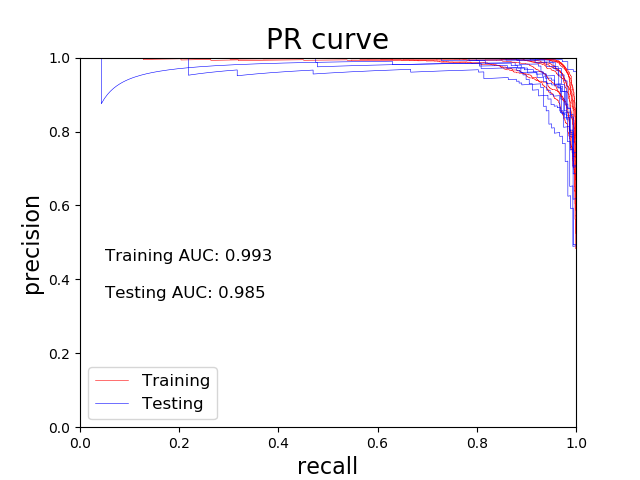 PR curve
precision
1.0
0.8
0.6
0.4
0.2
0.0
Training AUC: 0.993
Testing AUC: 0.985
Training
Testing
0.0 0.2 0.4 0.6 0.8 1.0
recall